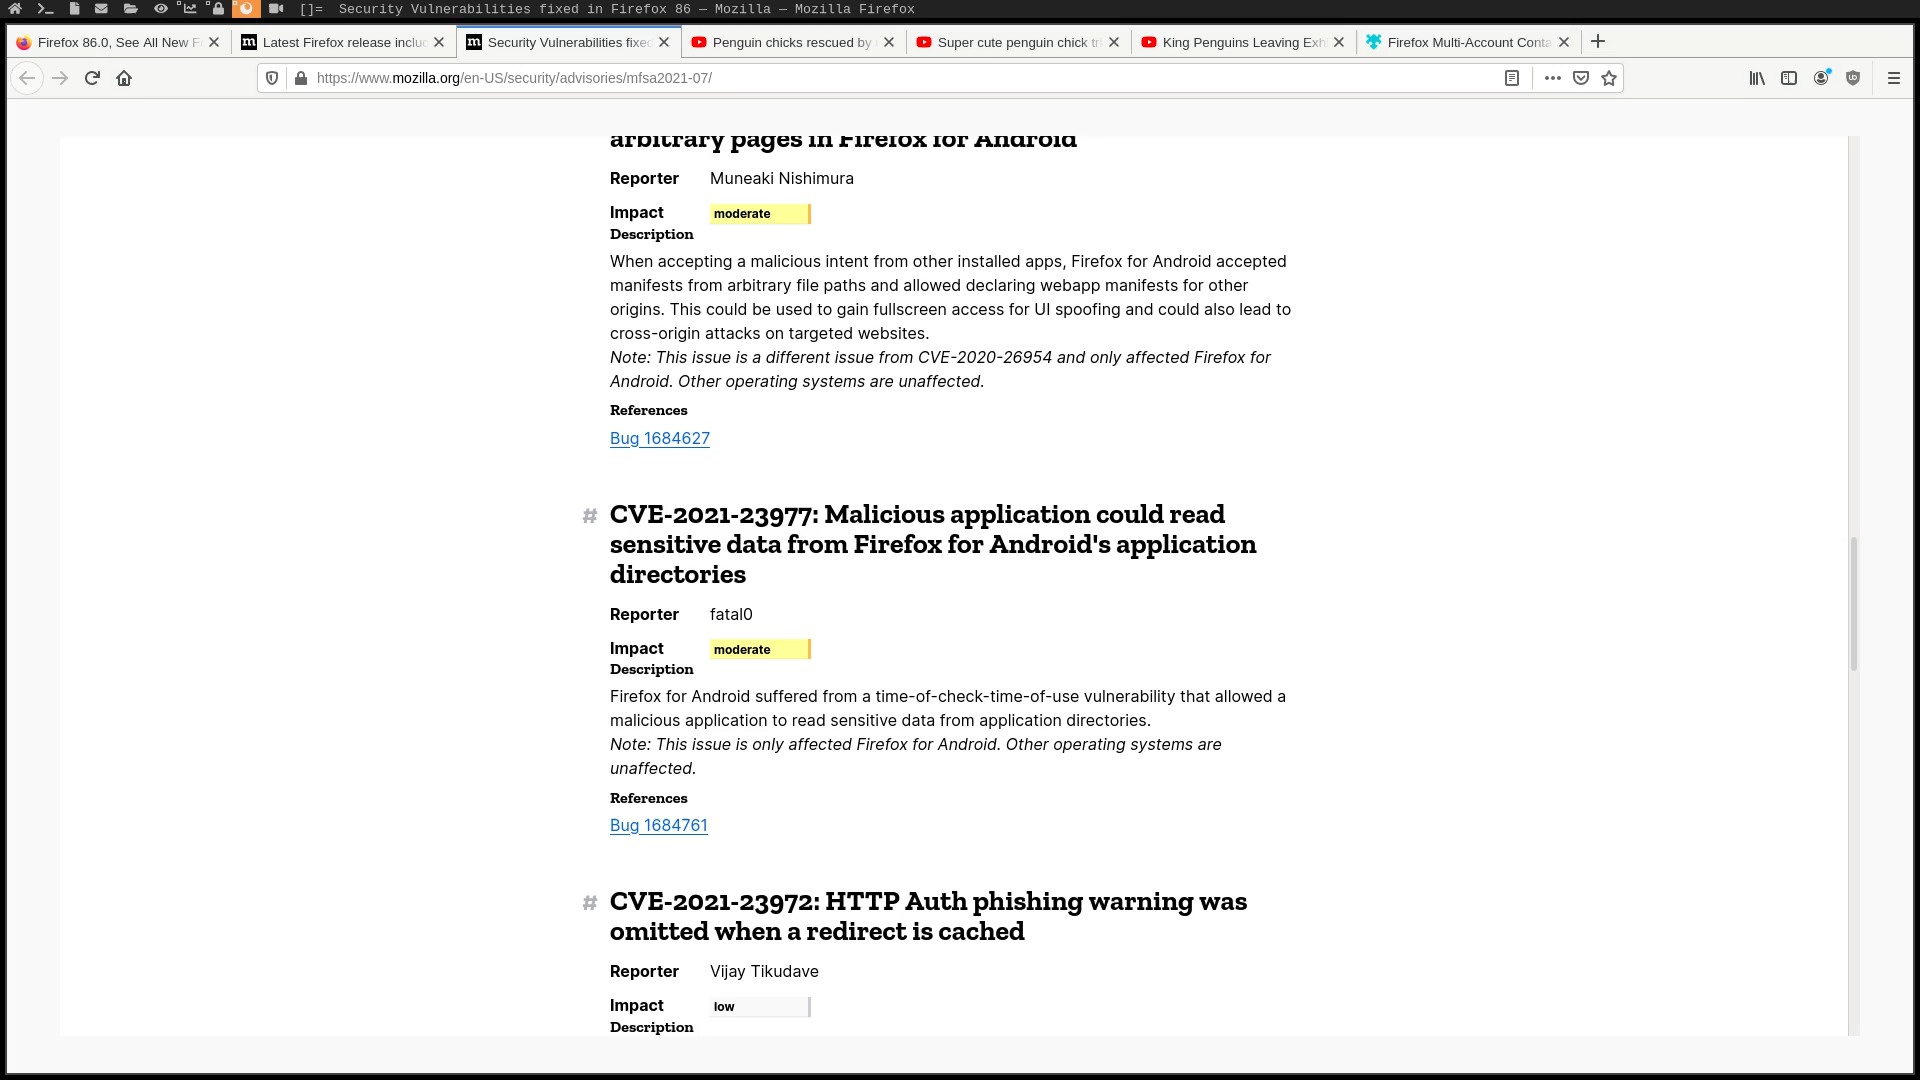 []= Security Vulnerabilities fixed in Firefox 86 — Mozilla — Mozilla Firefox
Firefox 86.0, See All New F
Latest Firefox release inclu
Security Vulnerabilities fixe
Penguin chicks rescued by
Super cute penguin chick tr
King Penguins Leaving Exh
Firefox Multi-Account Conta
https://www.mozilla.org/en-US/security/advisories/mfsa2021-07/
arbitrary pages in Firefox for Android
Reporter Muneaki Nishimura
Impact moderate
Description
When accepting a malicious intent from other installed apps, Firefox for Android accepted
manifests from arbitrary file paths and allowed declaring webapp manifests for other
origins. This could be used to gain fullscreen access for UI spoofing and could also lead to
cross-origin attacks on targeted websites.
Note: This issue is a different issue from CVE-2020-26954 and only affected Firefox for
Android. Other operating systems are unaffected.
References
Bug 1684627
# CVE-2021-23977: Malicious application could read
sensitive data from Firefox for Android's application
directories
Reporter fatal0
Impact moderate
Description
Firefox for Android suffered from a time-of-check-time-of-use vulnerability that allowed a
malicious application to read sensitive data from application directories.
Note: This issue is only affected Firefox for Android. Other operating systems are
unaffected.
References
Bug 1684761
# CVE-2021-23972: HTTP Auth phishing warning was
omitted when a redirect is cached
Reporter Vijay Tikudave
Impact low
Description